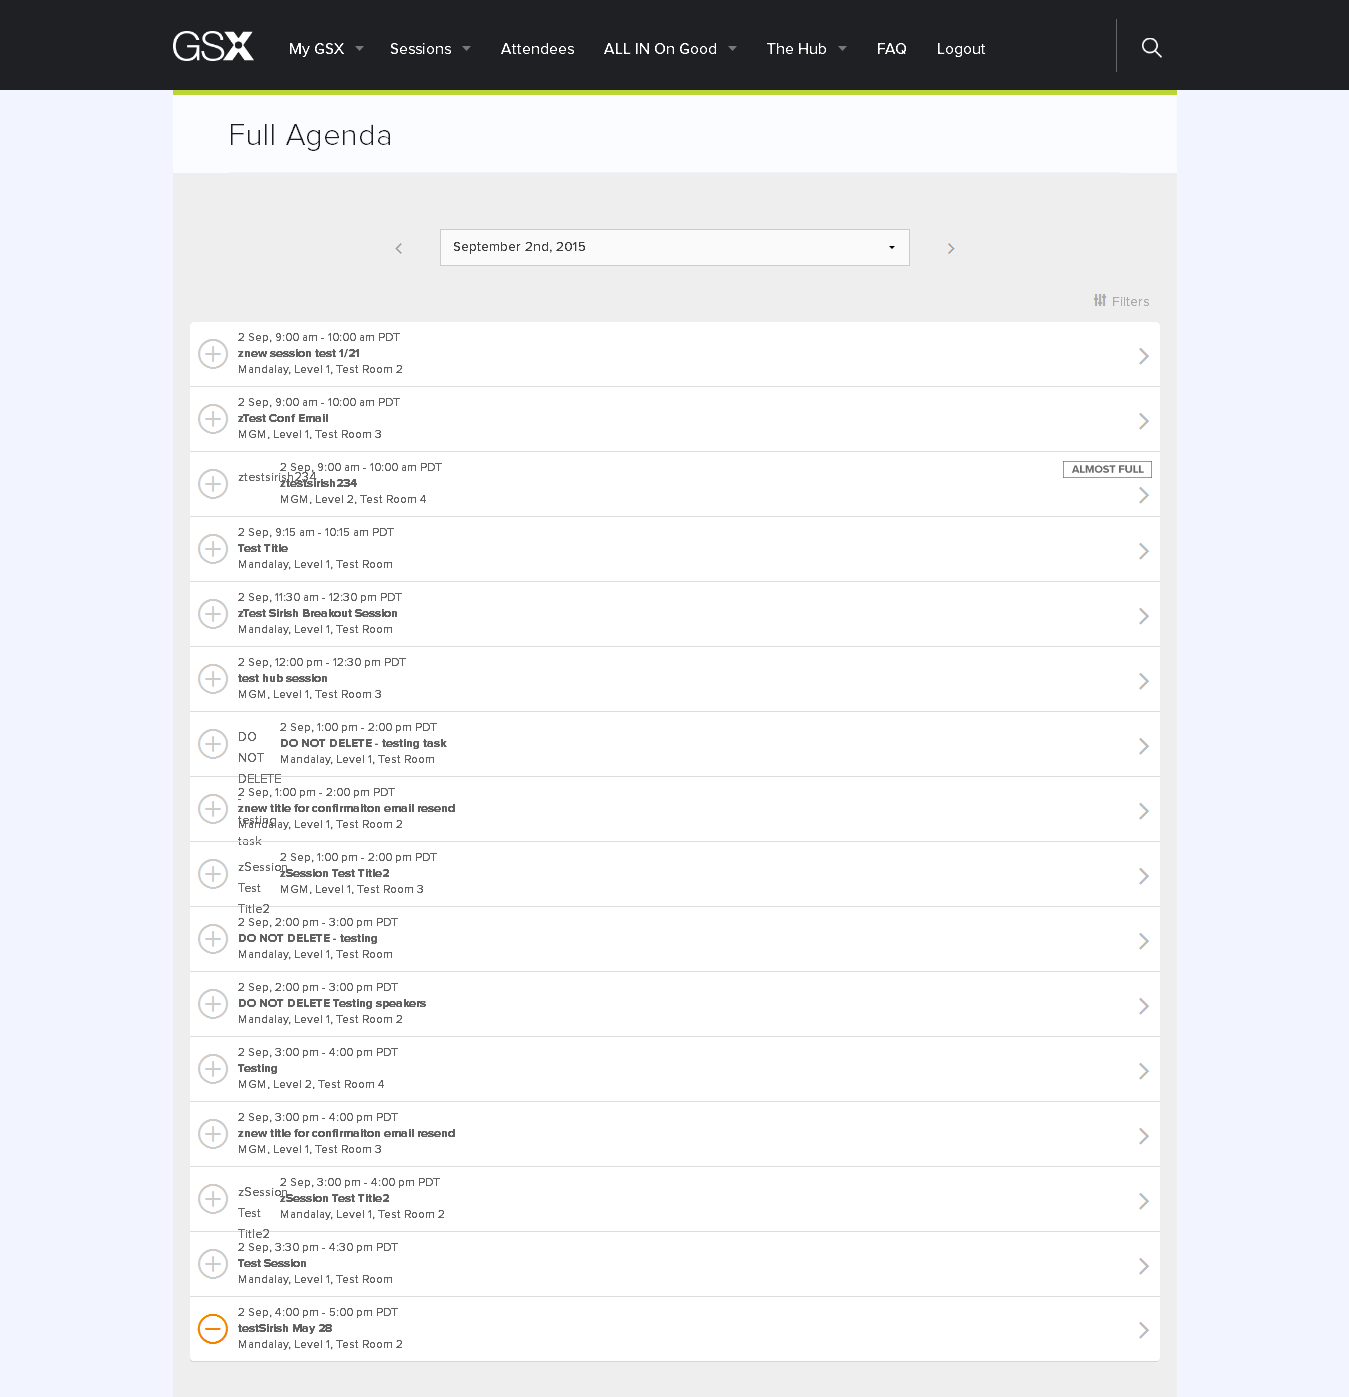 GSX
My GSX
Sessions
Attendees
ALL IN On Good
The Hub
FAQ
Logout
Full Agenda
September 2nd, 2015
Filters
2 Sep, 9:00 am - 10:00 am PDT
znew session test 1/21
Mandalay, Level 1, Test Room 2
2 Sep, 9:00 am - 10:00 am PDT
zTest Conf Email
MGM, Level 1, Test Room 3
ztestsirish234
2 Sep, 9:00 am - 10:00 am PDT
ztestsirish234
MGM, Level 2, Test Room 4
ALMOST FULL
2 Sep, 9:15 am - 10:15 am PDT
Test Title
Mandalay, Level 1, Test Room
2 Sep, 11:30 am - 12:30 pm PDT
zTest Sirish Breakout Session
Mandalay, Level 1, Test Room
2 Sep, 12:00 pm - 12:30 pm PDT
test hub session
MGM, Level 1, Test Room 3
DO
NOT
DELETE
-
testing
task
2 Sep, 1:00 pm - 2:00 pm PDT
DO NOT DELETE - testing task
Mandalay, Level 1, Test Room
2 Sep, 1:00 pm - 2:00 pm PDT
znew title for confirmaiton email resend
Mandalay, Level 1, Test Room 2
zSession
Test
Title2
2 Sep, 1:00 pm - 2:00 pm PDT
zSession Test Title2
MGM, Level 1, Test Room 3
2 Sep, 2:00 pm - 3:00 pm PDT
DO NOT DELETE - testing
Mandalay, Level 1, Test Room
2 Sep, 2:00 pm - 3:00 pm PDT
DO NOT DELETE Testing speakers
Mandalay, Level 1, Test Room 2
2 Sep, 3:00 pm - 4:00 pm PDT
Testing
MGM, Level 2, Test Room 4
2 Sep, 3:00 pm - 4:00 pm PDT
znew title for confirmaiton email resend
MGM, Level 1, Test Room 3
zSession
Test
Title2
2 Sep, 3:00 pm - 4:00 pm PDT
zSession Test Title2
Mandalay, Level 1, Test Room 2
2 Sep, 3:30 pm - 4:30 pm PDT
Test Session
Mandalay, Level 1, Test Room
2 Sep, 4:00 pm - 5:00 pm PDT
testSirish May 28
Mandalay, Level 1, Test Room 2